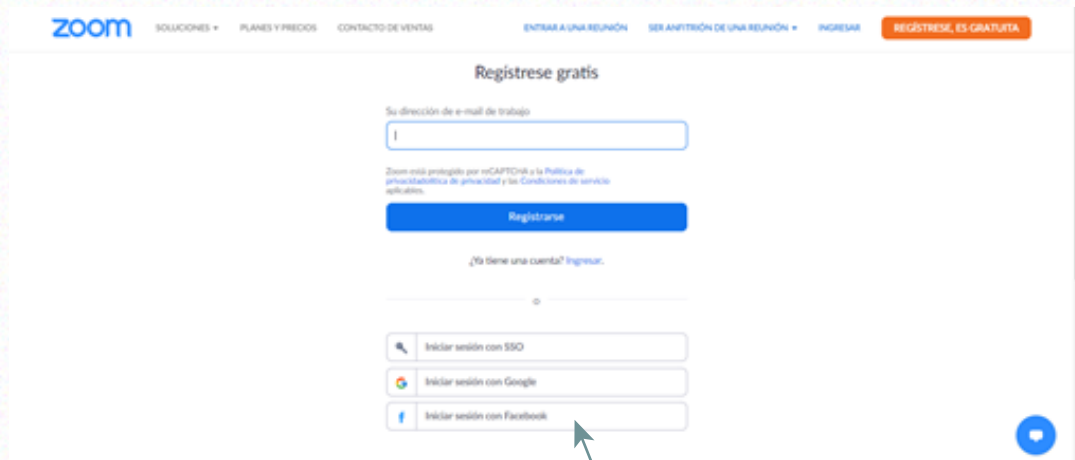 zoom SOLUCIONES PLANES Y PRECIOS CONTACTO DE VENTAS ENTRAR A UNA REUNIÓN SER ANFITRIÓN DE UNA REUNIÓN INGRESAR REGÍSTRESE, ES GRATUITA
Regístrese gratis
Su dirección de e-mail de trabajo
Zoom está protegido por reCAPTCHA y la Política de
privacidadolítica de privacidad y las Condiciones de servicio
aplicables.
Registrarse
¿Ya tiene una cuenta? Ingresar.
o
Iniciar sesión con SSO
Iniciar sesión con Google
Iniciar sesión con Facebook